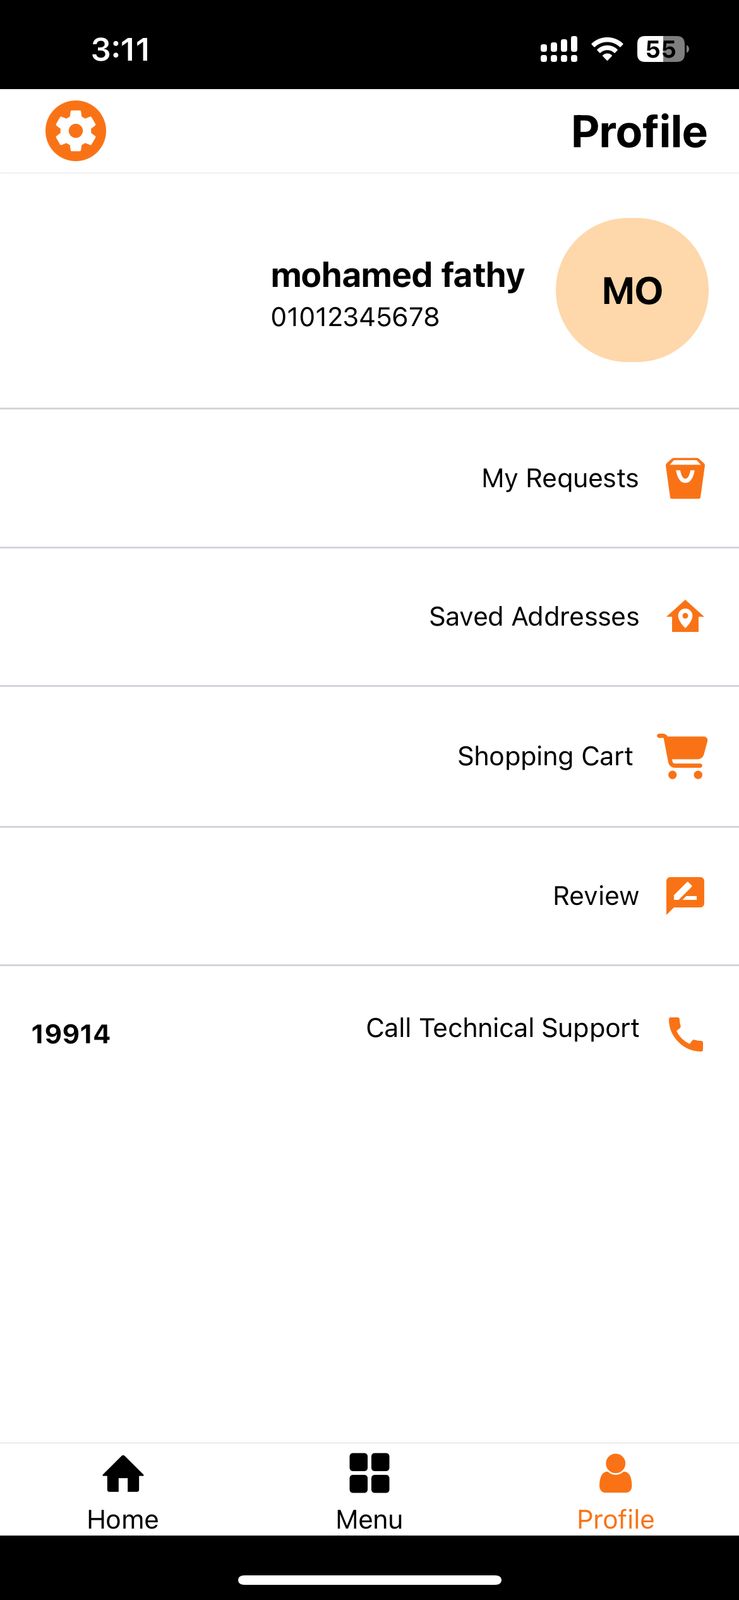 3:11
55
Profile
mohamed fathy
01012345678
MO
My Requests
Saved Addresses
Shopping Cart
Review
Call Technical Support
19914
Home
Menu
Profile